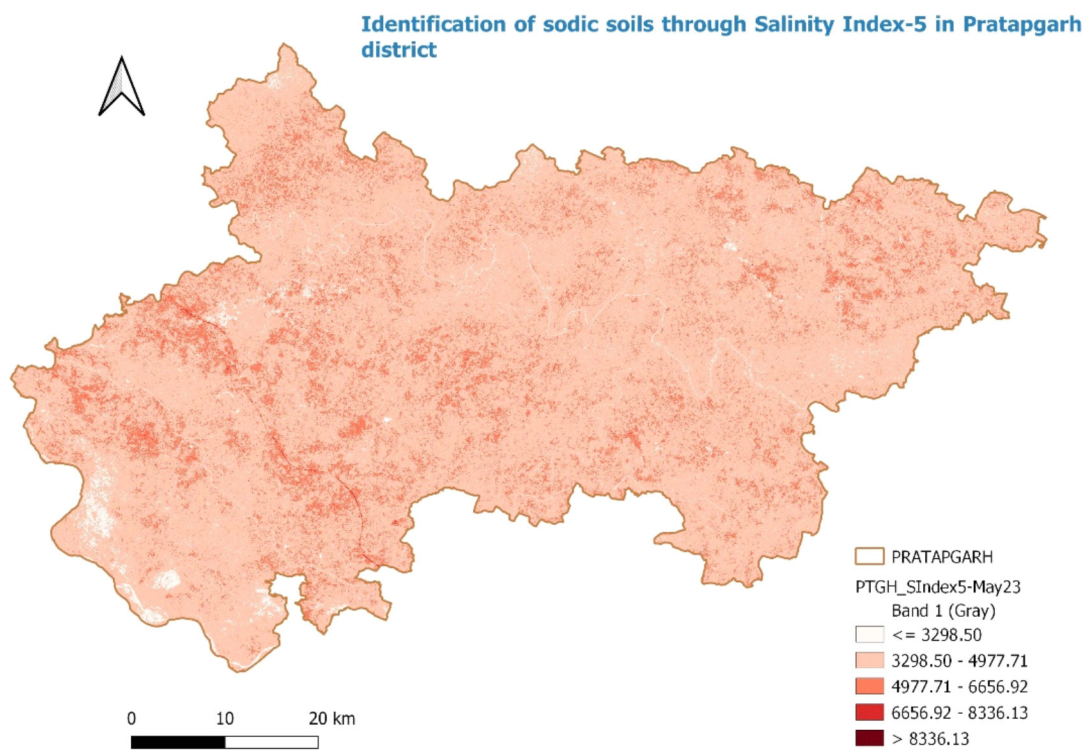 Identification of sodic soils through Salinity Index-5 in Pratapgarh
district
0 10 20 km
PRATAPGARH
PTGH_SIndex5-May23
Band 1 (Gray)
<= 3298.50
3298.50 - 4977.71
4977.71 - 6656.92
6656.92 - 8336.13
> 8336.13